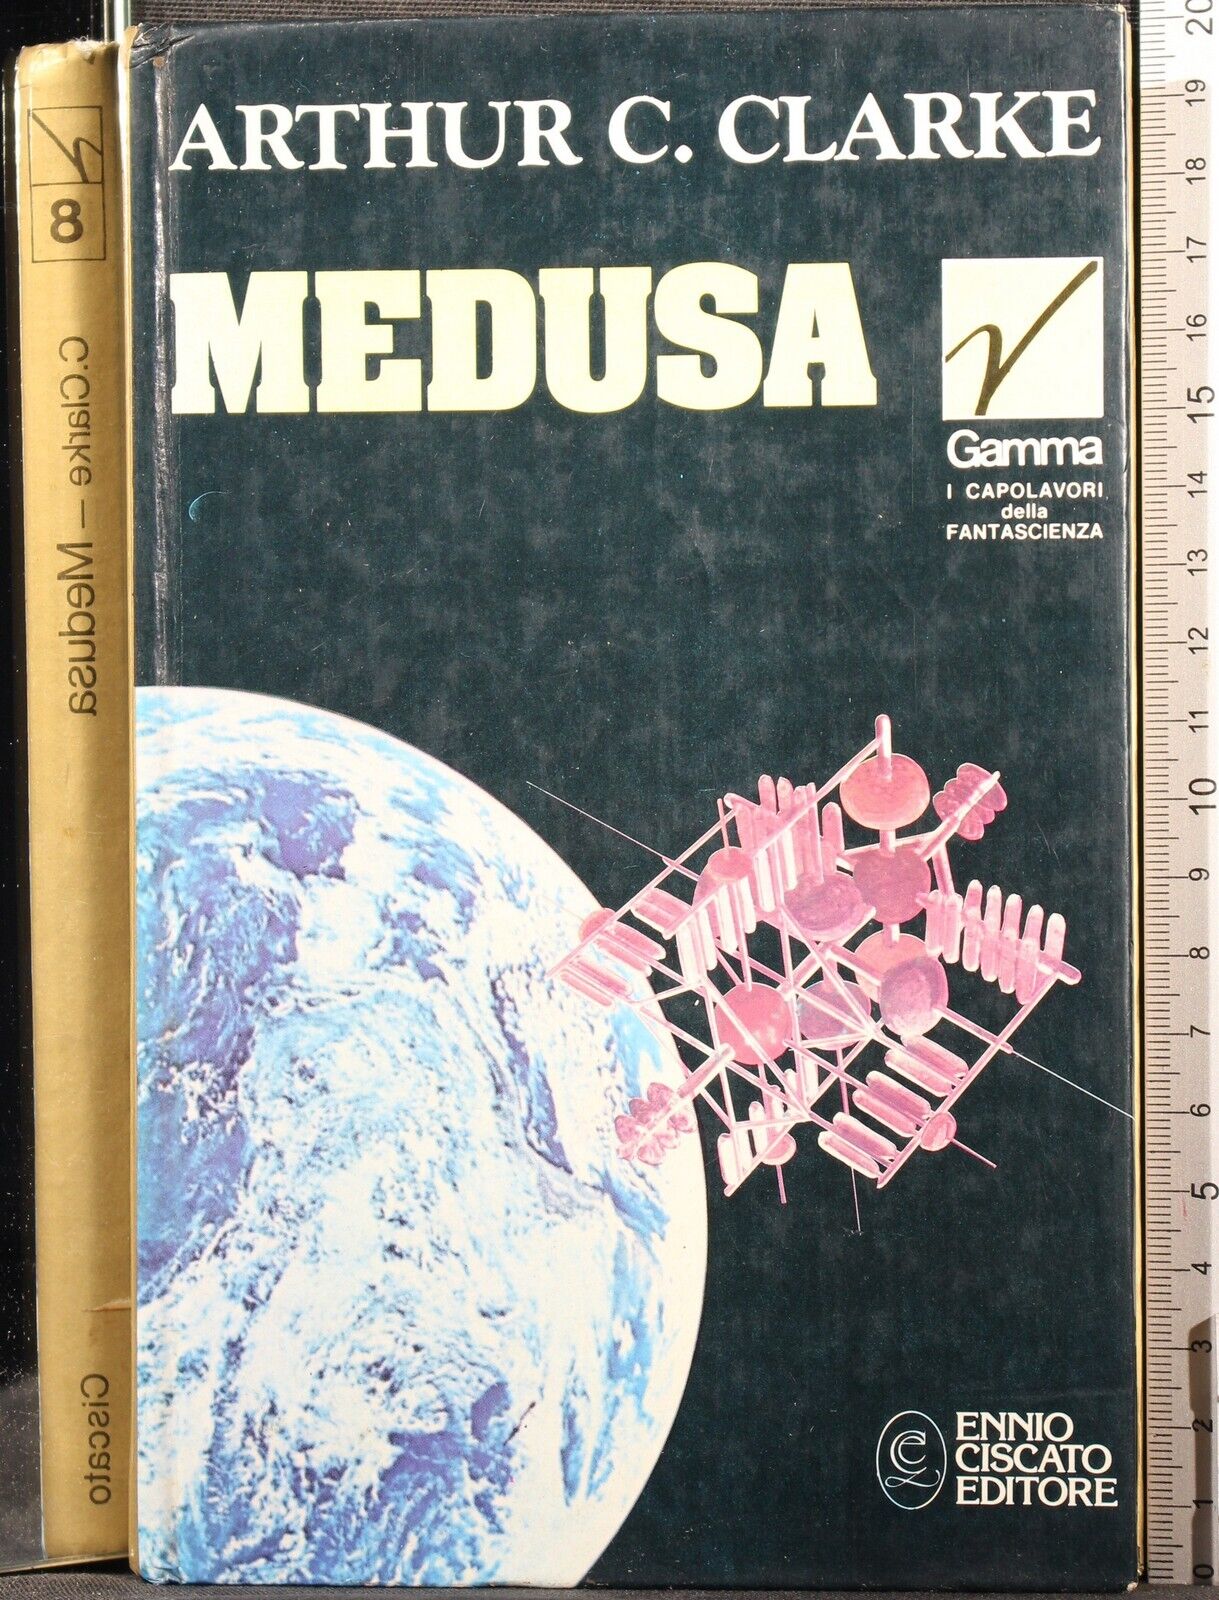 ARTHUR C. CLARKE
MEDUSA
Gamma
I CAPOLAVORI
della
FANTASCIENZA
ENNIO
CISCATO
EDITORE
8
C.Clarke – Medusa
Ciscato
20
19
18
17
16
15
14
13
12
11
10
9
8
7
6
5
4
3
2
1
0